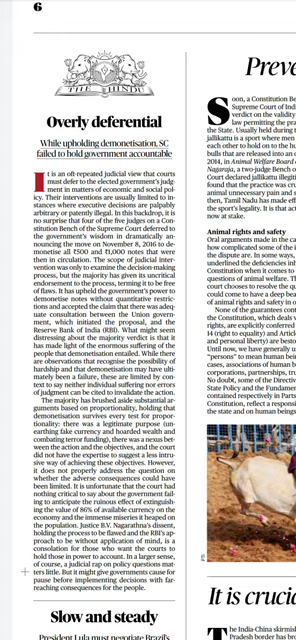 6
THE HINDU
Overly deferential
While upholding demonetisation, SC
failed to hold government accountable
It is an oft-repeated judicial view that courts
must defer to the elected government's judg-
ment in matters of economic and social pol-
icy. Their interventions are usually limited to in-
stances where executive decisions are palpably
arbitrary or patently illegal. In this backdrop, it is
no surprise that four of the five judges on a Con-
stitution Bench of the Supreme Court deferred to
the government's wisdom in dramatically an-
nouncing the move on November 8, 2016 to de-
monetise all ₹500 and ₹1,000 notes that were
then in circulation. The scope of judicial inter-
vention was only to examine the decision-making
process, but the majority has given its uncritical
endorsement to the process, terming it to be free
of flaws. It has upheld the government's power to
demonetise notes without quantitative restric-
tions and accepted the claim that there was adeq-
uate consultation between the Union govern-
ment, which initiated the proposal, and the
Reserve Bank of India (RBI). What might seem
distressing about the majority verdict is that it
has made light of the enormous suffering of the
people that demonetisation entailed. While there
are observations that recognise the possibility of
hardship and that demonetisation may have ulti-
mately been a failure, these are limited by con-
text to say neither individual suffering nor errors
of judgment can be cited to invalidate the action.
The majority has brushed aside substantial ar-
guments based on proportionality, holding that
demonetisation survives every test for propor-
tionality: there was a legitimate purpose (un-
earthing fake currency and hoarded wealth and
combating terror funding), there was a nexus bet-
ween the action and the objectives, and the court
did not have the expertise to suggest a less intru-
sive way of achieving these objectives. However,
it does not properly address the question on
whether the adverse consequences could have
been limited. It is unfortunate that the court had
nothing critical to say about the government fail-
ing to anticipate the ruinous effect of extinguish-
ing the value of 86% of available currency on the
economy and the immense miseries it heaped on
the population. Justice B.V. Nagarathna's dissent,
holding the process to be flawed and the RBI's ap-
proach to be without application of mind, is a
consolation for those who want the courts to
hold those in power to account. In a larger sense,
of course, a judicial rap on policy questions mat-
ters little. But it might give governments cause for
pause before implementing decisions with far-
reaching consequences for the people.
Slow and steady
President Lula must negotiate Brazil's
Preve
Soon, a Constitution Be
Supreme Court of Indi
verdict on the validity
law permitting the pra
the State. Usually held during t
jallikattu is a sport where men
each other to hold on to the hu
bulls that are released into an o
2014, in Animal Welfare Board o
Nagaraja, a two-judge Bench o
Court declared jallikattu illegal
found that the practice was cru
animal unnecessary pain and s
then, Tamil Nadu has made eff
the sport's legality. It is that act
now at stake.
Animal rights and safety
Oral arguments made in the ca
how complicated some of the i
the dispute are. In some ways,
underlined the deficiencies inh
Constitution when it comes to
questions of animal welfare. Th
court chooses to resolve the qu
could come to have a deep bea
of animal rights and safety in o
None of the guarantees cont
the Constitution, which deals v
rights, are explicitly conferred
14 (right to equality) and Articl
and personal liberty) are besto
Until now, we have generally u
"persons" to mean human bein
cases, associations of human b
corporations, partnerships, tru
No doubt, some of the Directiv
State Policy and the Fundamen
contained respectively in Parts
Constitution, reflect a responsi
the state and on human beings
PTI
It is crucia
The India-China skirmish
Pradesh border has bro